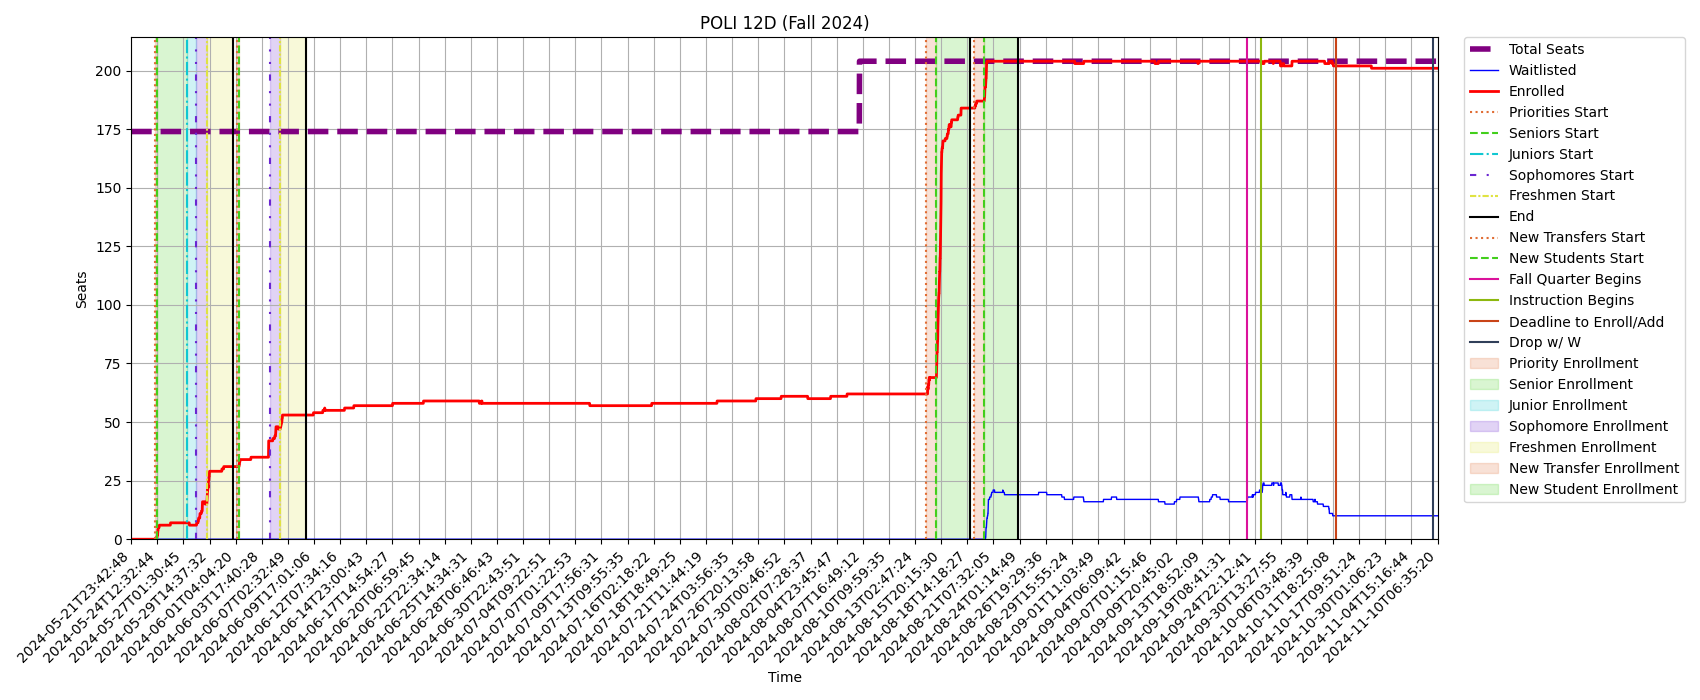 POLI 12D (Fall 2024)
Seats
200
175
150
125
100
75
50
25
0
2024-05-21T23:42:48
2024-05-24T12:32:44
2024-05-27T01:30:45
2024-05-29T14:37:32
2024-06-01T04:04:20
2024-06-03T17:40:28
2024-06-07T02:32:49
2024-06-09T17:01:06
2024-06-12T07:34:16
2024-06-14T23:00:43
2024-06-17T14:54:27
2024-06-20T06:59:45
2024-06-22T22:34:14
2024-06-25T14:34:31
2024-06-28T06:46:43
2024-06-30T22:43:51
2024-07-04T09:22:51
2024-07-07T01:22:53
2024-07-09T17:56:31
2024-07-13T09:55:35
2024-07-16T02:18:22
2024-07-18T18:49:25
2024-07-21T11:44:19
2024-07-24T03:56:35
2024-07-26T20:13:58
2024-07-30T00:46:52
2024-08-02T07:28:37
2024-08-04T23:45:47
2024-08-07T16:49:12
2024-08-10T09:59:35
2024-08-13T02:47:24
2024-08-15T20:15:30
2024-08-18T14:18:27
2024-08-21T07:32:05
2024-08-24T01:14:49
2024-08-26T19:29:36
2024-08-29T15:55:24
2024-09-01T11:03:49
2024-09-04T06:09:42
2024-09-07T01:15:46
2024-09-09T20:45:02
2024-09-13T18:52:09
2024-09-19T08:41:31
2024-09-24T22:12:41
2024-09-30T13:27:55
2024-10-06T03:48:39
2024-10-11T18:25:08
2024-10-17T09:51:24
2024-10-30T01:06:23
2024-11-04T15:16:44
2024-11-10T06:35:20
Time
Total Seats
Waitlisted
Enrolled
Priorities Start
Seniors Start
Juniors Start
Sophomores Start
Freshmen Start
End
New Transfers Start
New Students Start
Fall Quarter Begins
Instruction Begins
Deadline to Enroll/Add
Drop w/ W
Priority Enrollment
Senior Enrollment
Junior Enrollment
Sophomore Enrollment
Freshmen Enrollment
New Transfer Enrollment
New Student Enrollment